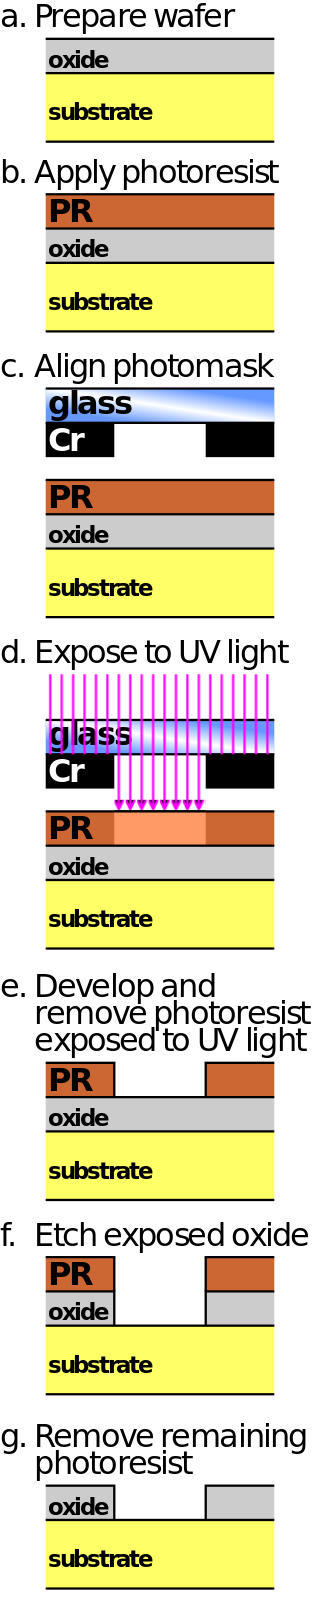 a. Prepare wafer
oxide
substrate
b. Apply photoresist
PR
oxide
substrate
c. Align photomask
glass
Cr
PR
oxide
substrate
d. Expose to UV light
glass
Cr
PR
oxide
substrate
e. Develop and
remove photoresist
exposed to UV light
PR
oxide
substrate
f. Etch exposed oxide
PR
oxide
substrate
g. Remove remaining
photoresist
oxide
substrate